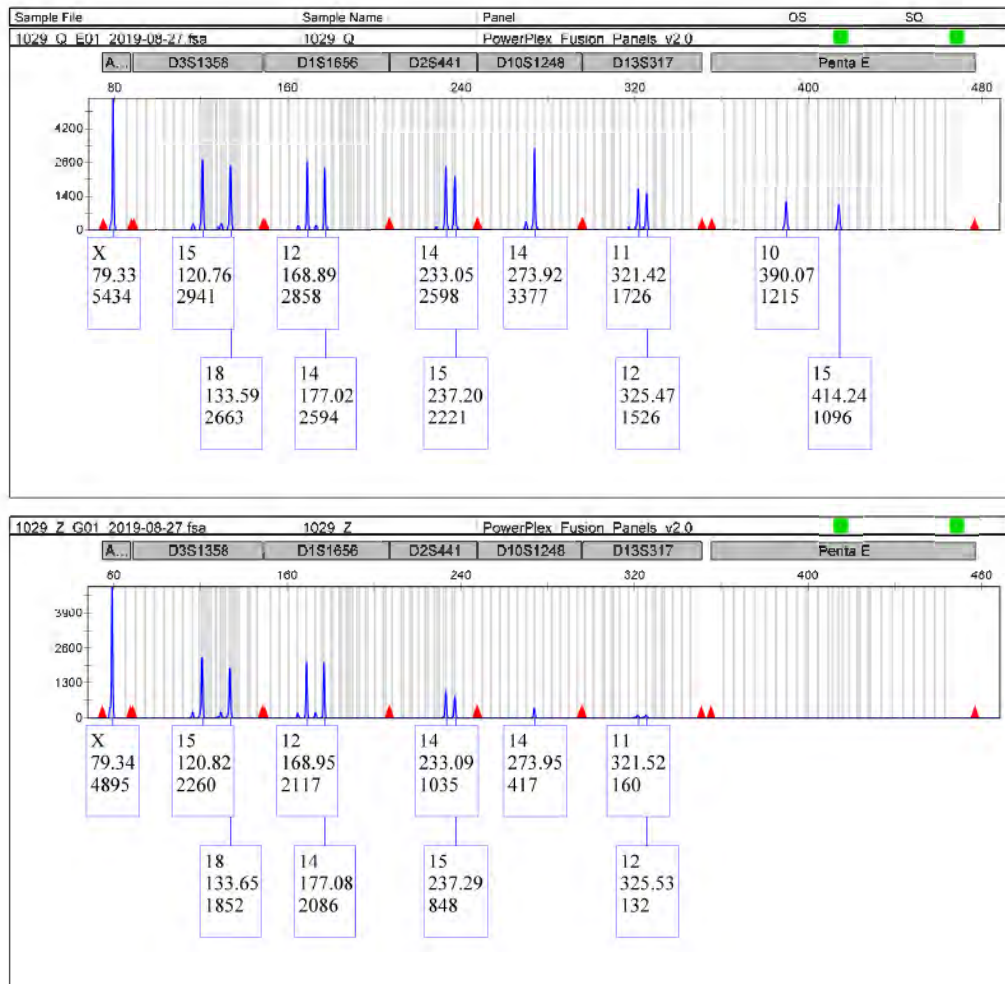 Sample File Sample Name Panel OS SQ
1029_Q_E01_2019-08-27.fsa 1029_Q PowerPlex_Fusion_Panels_v2.0
A... D3S1358 D1S1656 D2S441 D10S1248 D13S317 Penta E
80 160 240 320 400 480
4200
2800
1400
0
X 15 12 14 14 11 10
79.33 120.76 168.89 233.05 273.92 321.42 390.07
5434 2941 2858 2598 3377 1726 1215
18 14 15 12 15
133.59 177.02 237.20 325.47 414.24
2663 2594 2221 1526 1096
1029_Z_G01_2019-08-27.fsa 1029_Z PowerPlex_Fusion_Panels_v2.0
A... D3S1358 D1S1656 D2S441 D10S1248 D13S317 Penta E
80 160 240 320 400 480
3900
2600
1300
0
X 15 12 14 14 11
79.34 120.82 168.95 233.09 273.95 321.52
4895 2260 2117 1035 417 160
18 14 15 12
133.65 177.08 237.29 325.53
1852 2086 848 132